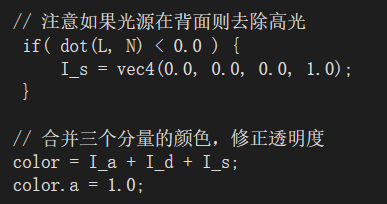 // 注意如果光源在背面则去除高光
if( dot(L, N) < 0.0 ) {
I_s = vec4(0.0, 0.0, 0.0, 1.0);
}
// 合并三个分量的颜色，修正透明度
color = I_a + I_d + I_s;
color.a = 1.0;